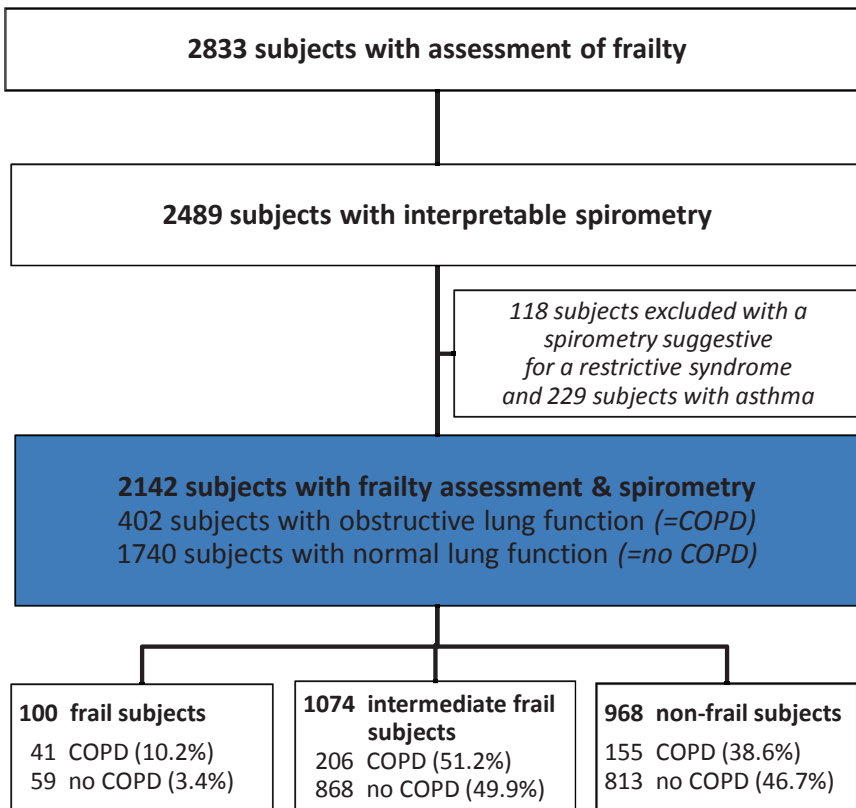 2833 subjects with assessment of frailty
2489 subjects with interpretable spirometry
118 subjects excluded with a
spirometry suggestive
for a restrictive syndrome
and 229 subjects with asthma
2142 subjects with frailty assessment & spirometry
402 subjects with obstructive lung function (=COPD)
1740 subjects with normal lung function (=no COPD)
100 frail subjects
41 COPD (10.2%)
59 no COPD (3.4%)
1074 intermediate frail
subjects
206 COPD (51.2%)
868 no COPD (49.9%)
968 non-frail subjects
155 COPD (38.6%)
813 no COPD (46.7%)